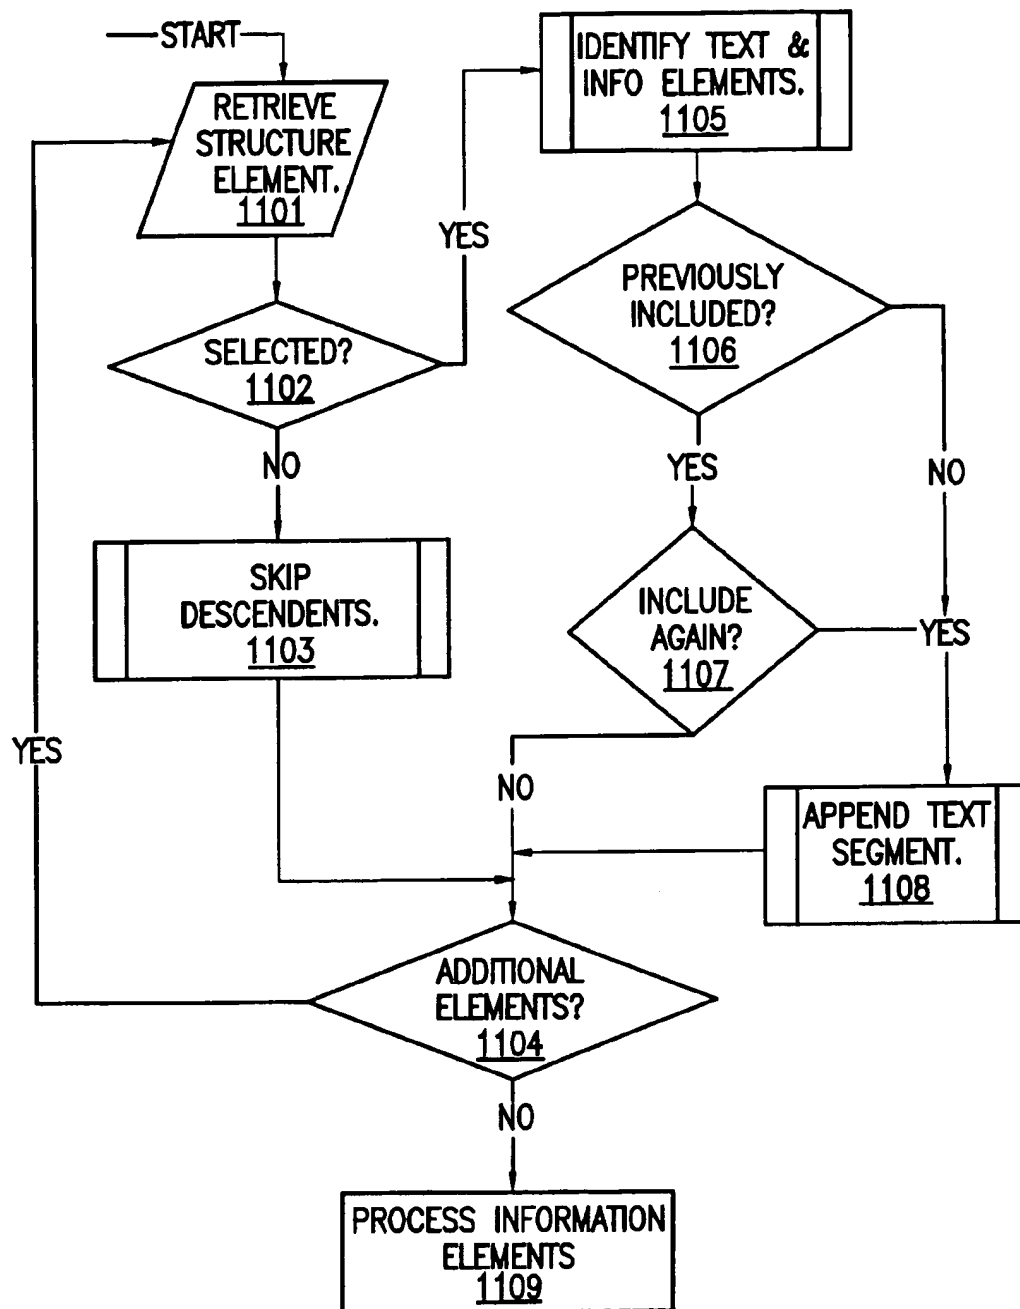 START
RETRIEVE
STRUCTURE
ELEMENT.
1101
SELECTED?
1102
YES
NO
SKIP
DESCENDENTS.
1103
IDENTIFY TEXT &
INFO ELEMENTS.
1105
PREVIOUSLY
INCLUDED?
1106
YES
NO
INCLUDE
AGAIN?
1107
YES
NO
APPEND TEXT
SEGMENT.
1108
YES
ADDITIONAL
ELEMENTS?
1104
NO
PROCESS INFORMATION
ELEMENTS
1109